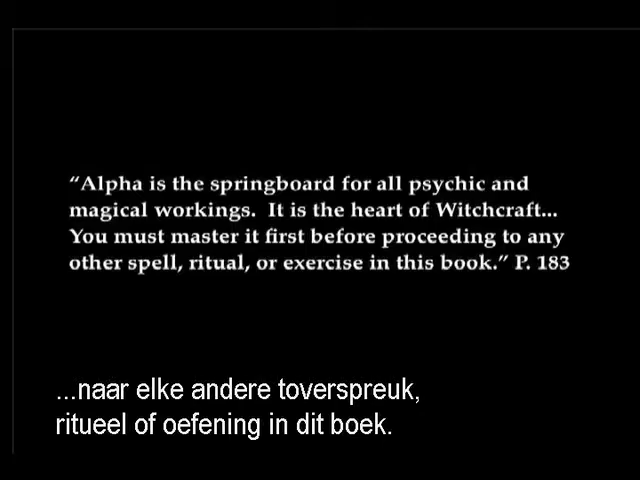 “Alpha is the springboard for all psychic and
magical workings.  It is the heart of Witchcraft...
You must master it first before proceeding to any
other spell, ritual, or exercise in this book.” P. 183
...naar elke andere toverspreuk,
ritueel of oefening in dit boek.